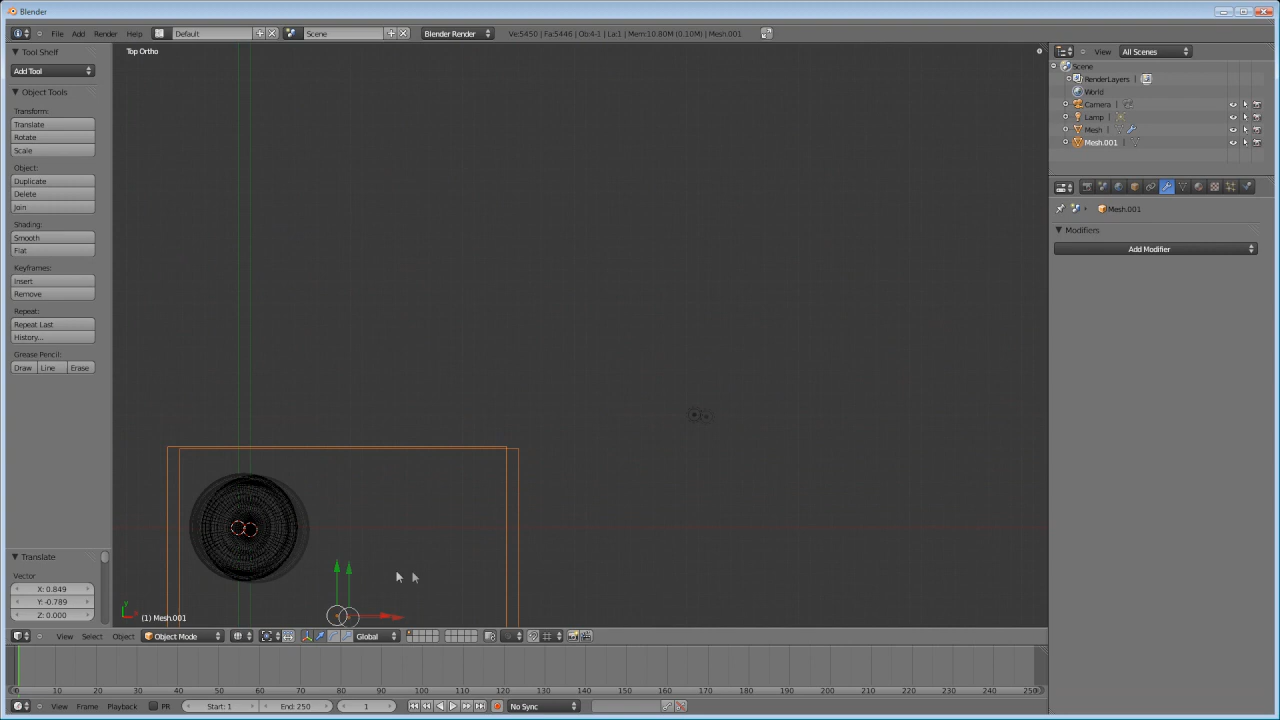 Blender
File Add Render Help Default Scene Blender Render Ve:5450 | Fa:5446 | Ob:4-1 | La:1 | Mem:10.80M (0.10M) | Mesh.001
Tool Shelf
Add Tool
Object Tools
Transform:
Translate
Rotate
Scale
Object:
Duplicate
Delete
Join
Shading:
Smooth
Flat
Keyframes:
Insert
Remove
Repeat:
Repeat Last
History...
Grease Pencil:
Draw Line Erase
Translate
Vector
X: 0.849
Y: -0.789
Z: 0.000
Top Ortho
(1) Mesh.001
View Select Object Object Mode Global
View All Scenes
Scene
RenderLayers |
World
Camera |
Lamp |
Mesh |
Mesh.001 |
Mesh.001
Modifiers
Add Modifier
0 10 20 30 40 50 60 70 80 90 100 110 120 130 140 150 160 170 180 190 200 210 220 230 240 250
View Frame Playback PR Start: 1 End: 250 1 No Sync